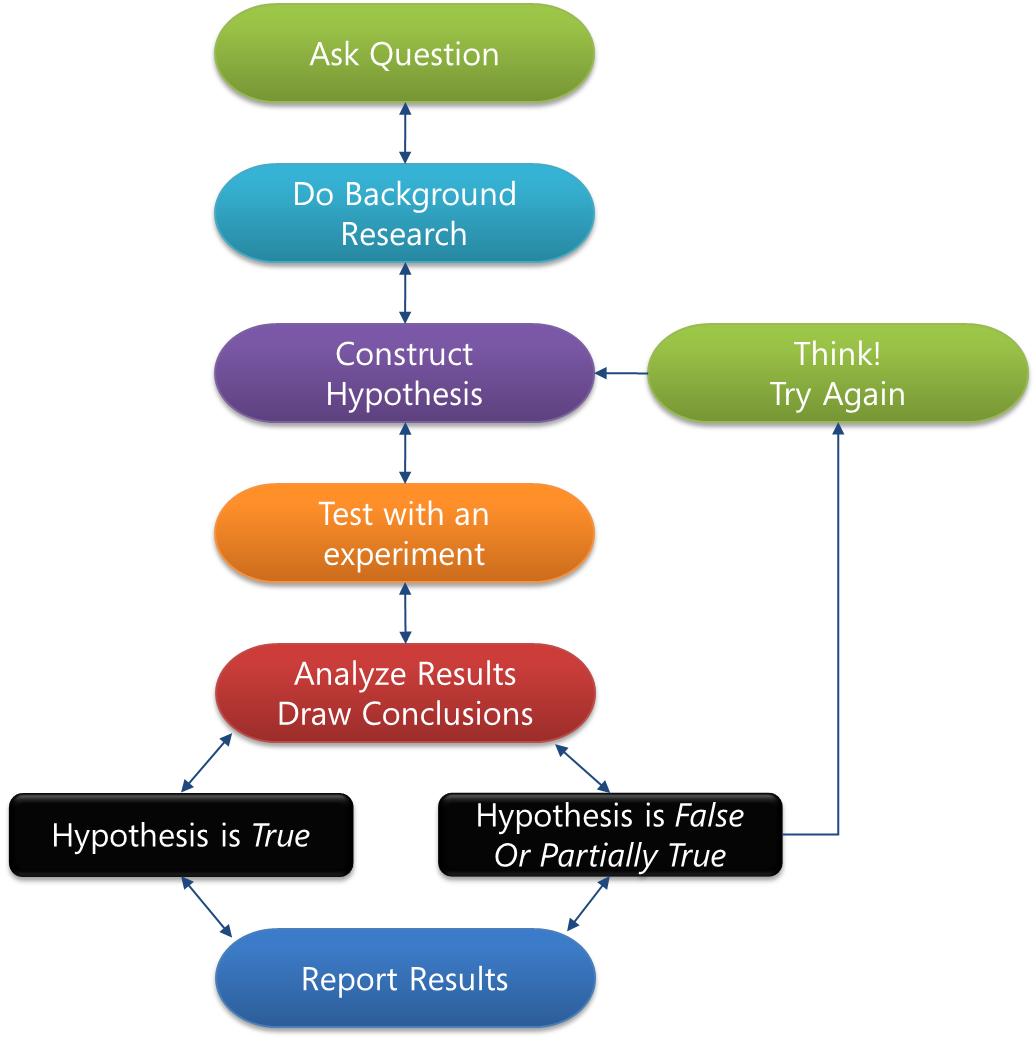 Ask Question
Do Background
Research
Construct
Hypothesis
Think!
Try Again
Test with an
experiment
Analyze Results
Draw Conclusions
Hypothesis is True
Hypothesis is False
Or Partially True
Report Results